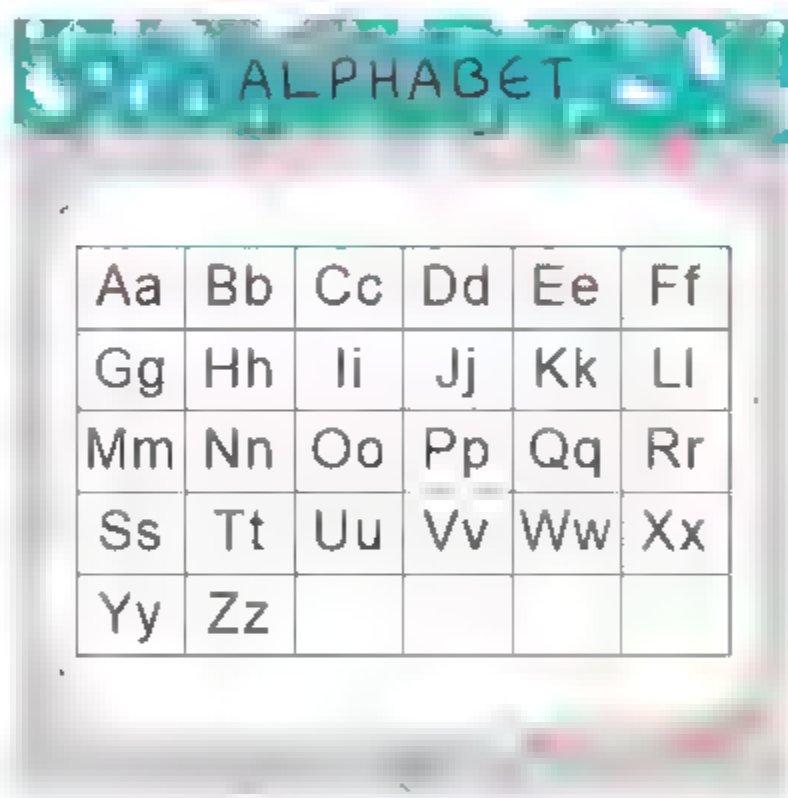 ALPHABET
Aa Bb Cc Dd Ee Ff
Gg Hh Ii Jj Kk Ll
Mm Nn Oo Pp Qq Rr
Ss Tt Uu Vv Ww Xx
Yy Zz